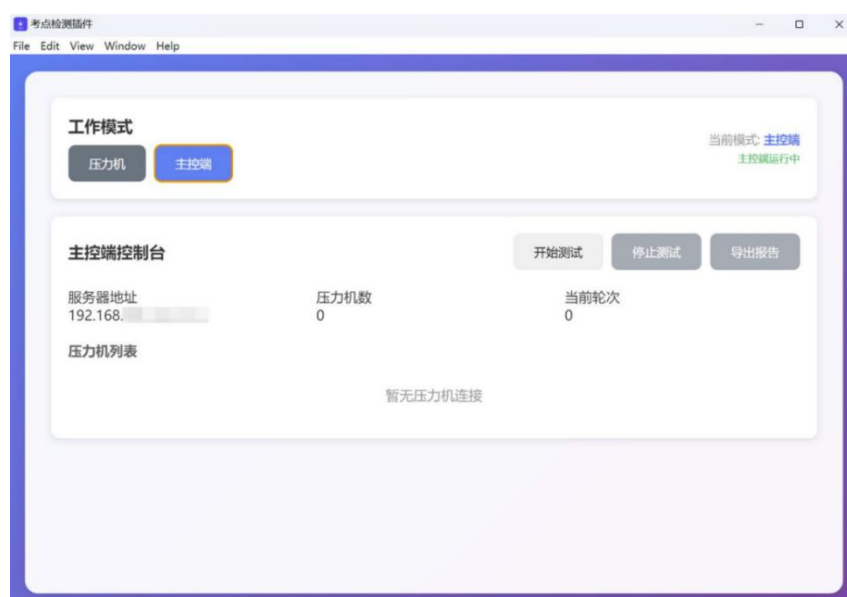 考点检测插件
File Edit View Window Help
工作模式
压力机 主控端
当前模式: 主控端
主控端运行中
主控端控制台
开始测试 停止测试 导出报告
服务器地址 压力机数 当前轮次
192.168. 0 0
压力机列表
暂无压力机连接